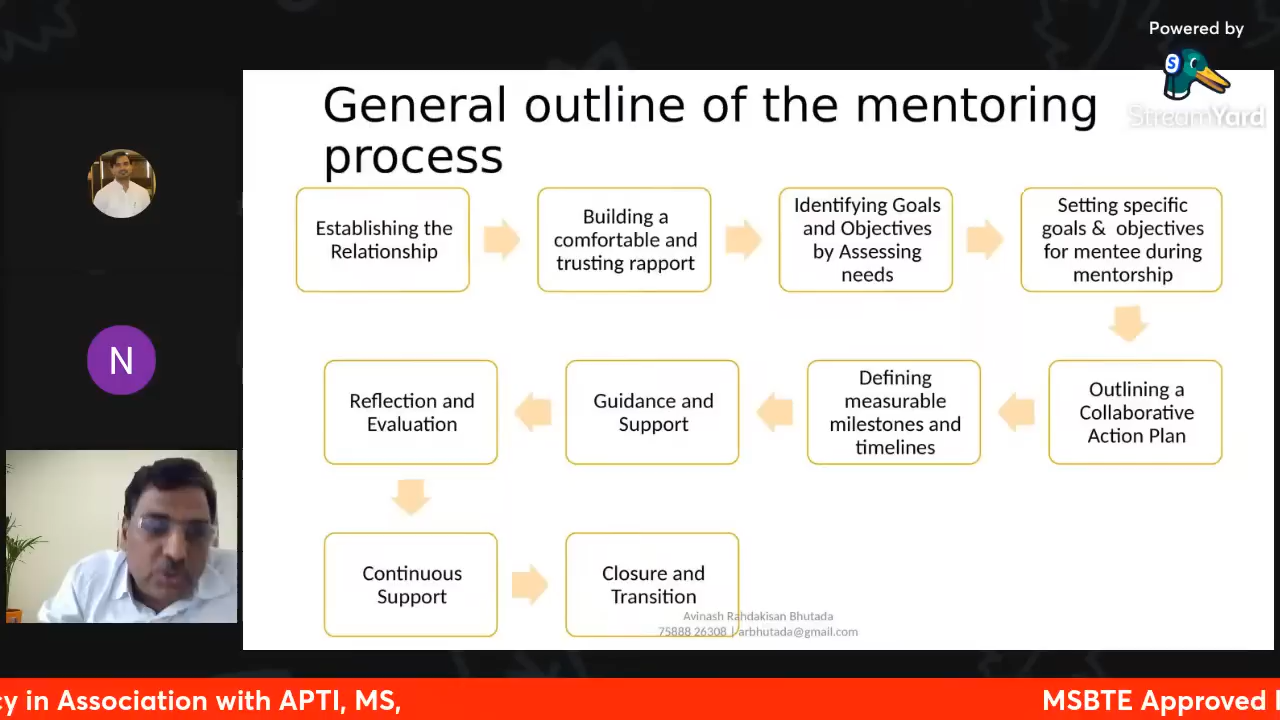 Powered by
StreamYard
General outline of the mentoring
process
Establishing the
Relationship
Building a
comfortable and
trusting rapport
Identifying Goals
and Objectives
by Assessing
needs
Setting specific
goals & objectives
for mentee during
mentorship
Outlining a
Collaborative
Action Plan
Defining
measurable
milestones and
timelines
Guidance and
Support
Reflection and
Evaluation
Continuous
Support
Closure and
Transition
Avinash Rahdakisan Bhutada
75888 26308 | arbhutada@gmail.com
N
cy in Association with APTI, MS,
MSBTE Approved